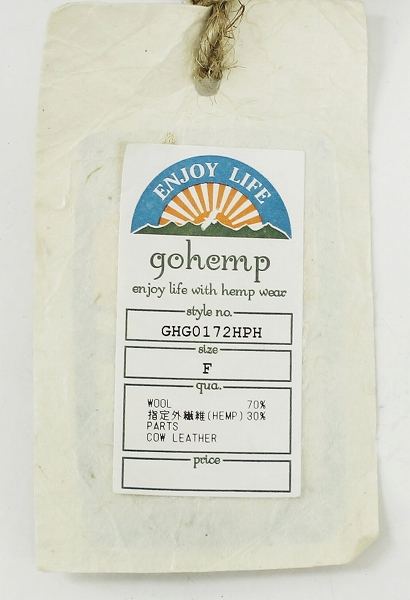 ENJOY LIFE
gohemp
enjoy life with hemp wear
style no.
GHG0172HPH
size
F
qua.
WOOL 70%
指定外繊維(HEMP)30%
PARTS
COW LEATHER
price